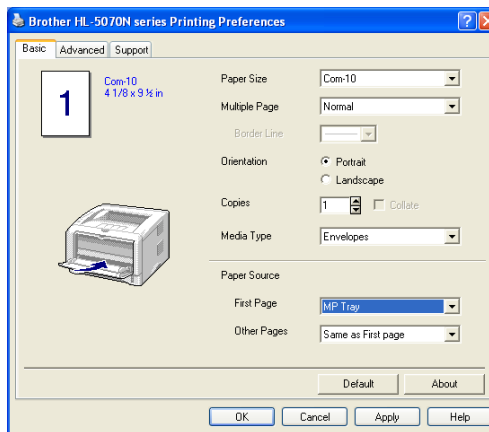 Brother HL-5070N series Printing Preferences
Basic Advanced Support
1
Com-10
4 1/8 x 9 ½ in
Paper Size Com-10
Multiple Page Normal
Border Line
Orientation Portrait
Landscape
Copies 1 Collate
Media Type Envelopes
Paper Source
First Page MP Tray
Other Pages Same as First page
Default About
OK Cancel Apply Help